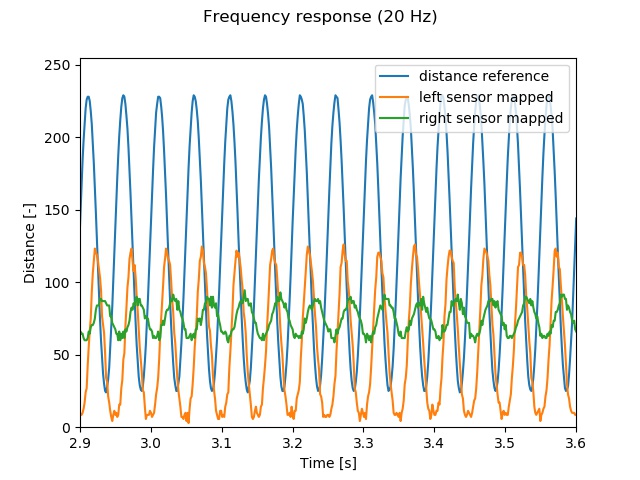 Frequency response (20 Hz)
250
200
150
100
50
0
Distance [-]
distance reference
left sensor mapped
right sensor mapped
2.9 3.0 3.1 3.2 3.3 3.4 3.5 3.6
Time [s]